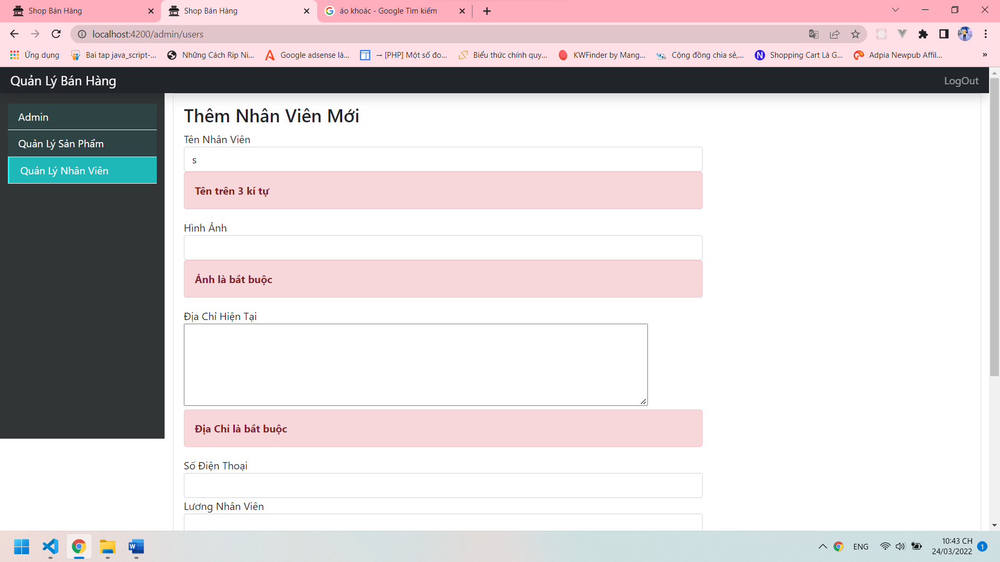 Shop Bán Hàng
Shop Bán Hàng
áo khoác - Google Tìm kiếm
localhost:4200/admin/users
Ứng dụng
Bai tap java_script-...
Những Cách Rip Ni...
Google adsense là...
→ [PHP] Một số đo...
Biểu thức chính quy...
KWFinder by Mang...
Cộng đồng chia sẻ,...
Shopping Cart Là G...
Adpia Newpub Affil...
»
Quản Lý Bán Hàng
LogOut
Admin
Quản Lý Sản Phẩm
Quản Lý Nhân Viên
Thêm Nhân Viên Mới
Tên Nhân Viên
s
Tên trên 3 kí tự
Hình Ảnh
Ảnh là bắt buộc
Địa Chỉ Hiện Tại
Địa Chỉ là bắt buộc
Số Điện Thoại
Lương Nhân Viên
ENG
10:43 CH
24/03/2022
1